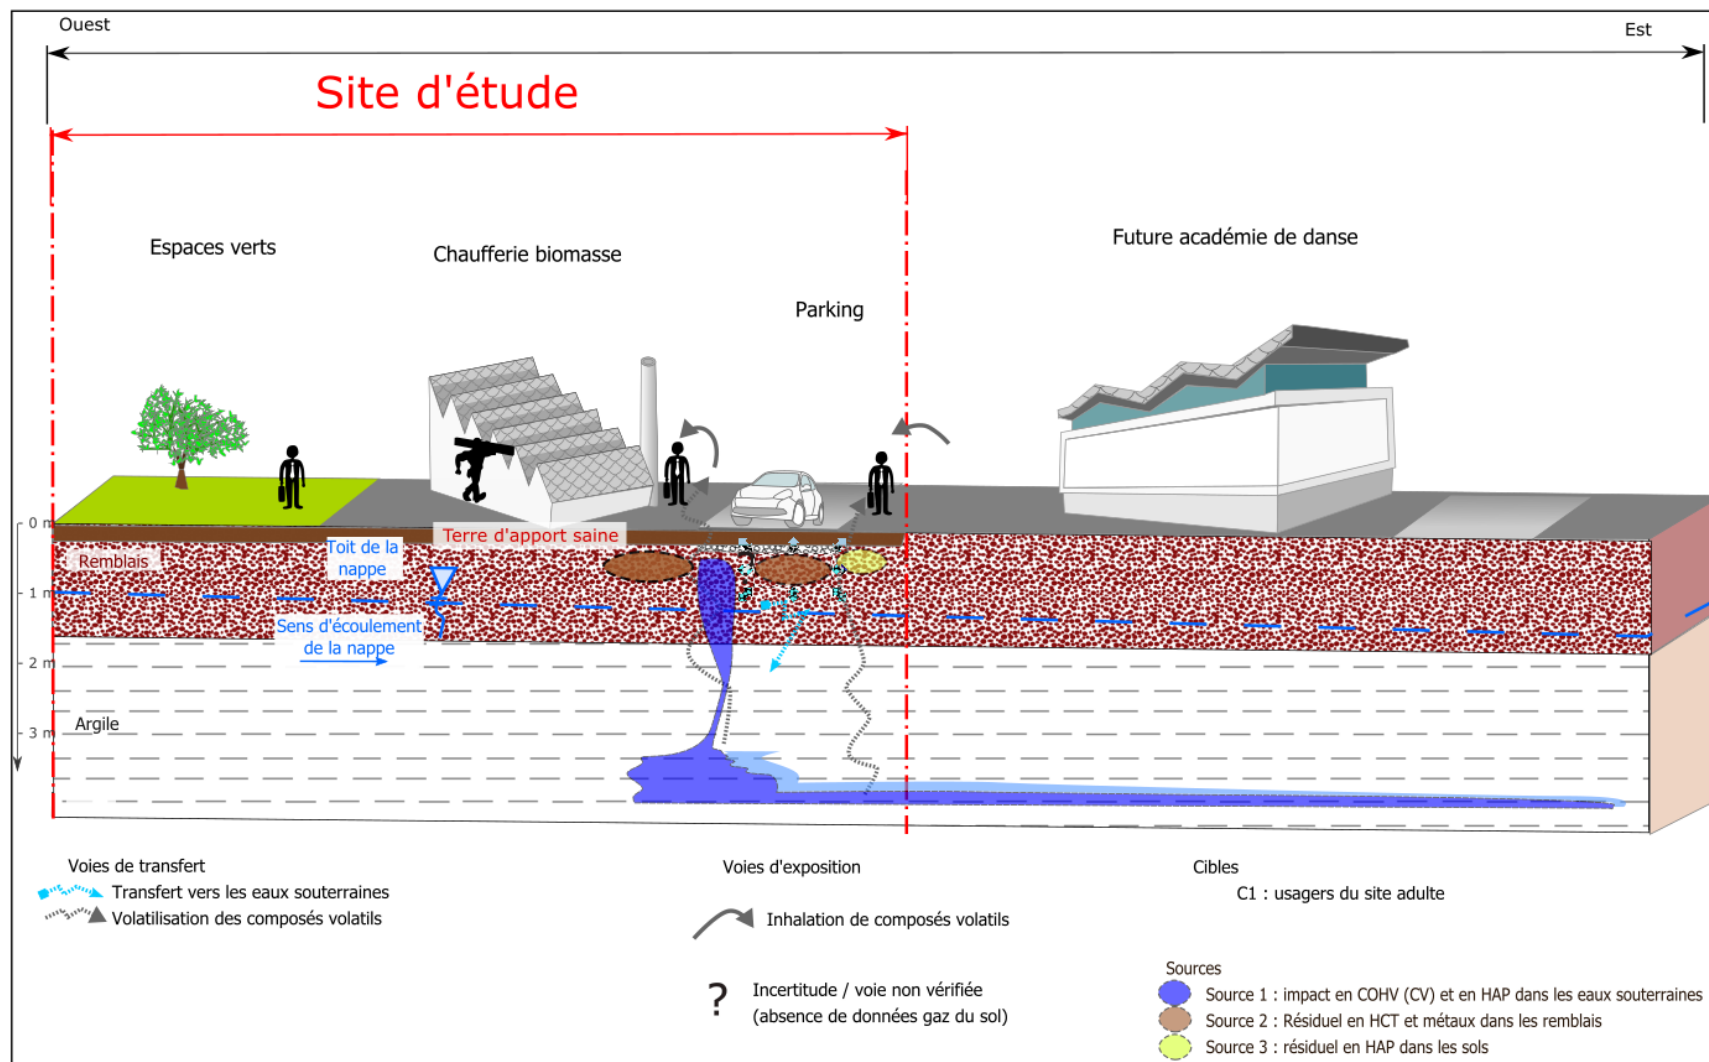 Ouest
Est
Site d'étude
Espaces verts
Chaufferie biomasse
Future académie de danse
Parking
0 m
Terre d'apport saine
Toit de la
nappe
Remblais
1 m
Sens d'écoulement
de la nappe
2 m
Argile
3 m
Voies de transfert
Transfert vers les eaux souterraines
Volatilisation des composés volatils
Voies d'exposition
Inhalation de composés volatils
?
Incertitude / voie non vérifiée
(absence de données gaz du sol)
Cibles
C1 : usagers du site adulte
Sources
Source 1 : impact en COHV (CV) et en HAP dans les eaux souterraines
Source 2 : Résiduel en HCT et métaux dans les remblais
Source 3 : résiduel en HAP dans les sols